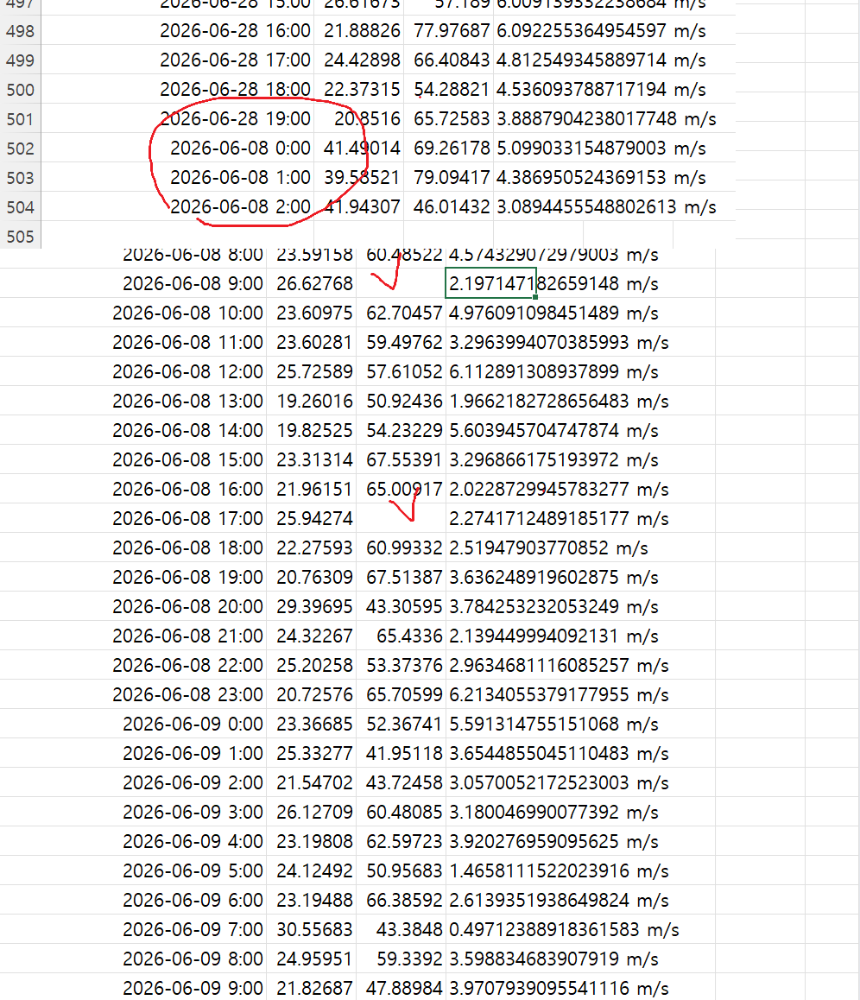 497 2026-06-28 15:00 26.61673 57.189 6.009139332238684 m/s
498 2026-06-28 16:00 21.88826 77.97687 6.092255364954597 m/s
499 2026-06-28 17:00 24.42898 66.40843 4.812549345889714 m/s
500 2026-06-28 18:00 22.37315 54.28821 4.536093788717194 m/s
501 2026-06-28 19:00 20.8516 65.72583 3.8887904238017748 m/s
502 2026-06-08 0:00 41.49014 69.26178 5.099033154879003 m/s
503 2026-06-08 1:00 39.58521 79.09417 4.386950524369153 m/s
504 2026-06-08 2:00 41.94307 46.01432 3.0894455548802613 m/s
505
2026-06-08 8:00 23.59158 60.48522 4.574329072979003 m/s
2026-06-08 9:00 26.62768 2.197147182659148 m/s
2026-06-08 10:00 23.60975 62.70457 4.976091098451489 m/s
2026-06-08 11:00 23.60281 59.49762 3.2963994070385993 m/s
2026-06-08 12:00 25.72589 57.61052 6.112891308937899 m/s
2026-06-08 13:00 19.26016 50.92436 1.9662182728656483 m/s
2026-06-08 14:00 19.82525 54.23229 5.603945704747874 m/s
2026-06-08 15:00 23.31314 67.55391 3.296866175193972 m/s
2026-06-08 16:00 21.96151 65.00917 2.0228729945783277 m/s
2026-06-08 17:00 25.94274 2.2741712489185177 m/s
2026-06-08 18:00 22.27593 60.99332 2.51947903770852 m/s
2026-06-08 19:00 20.76309 67.51387 3.636248919602875 m/s
2026-06-08 20:00 29.39695 43.30595 3.784253232053249 m/s
2026-06-08 21:00 24.32267 65.4336 2.139449994092131 m/s
2026-06-08 22:00 25.20258 53.37376 2.9634681116085257 m/s
2026-06-08 23:00 20.72576 65.70599 6.2134055379177955 m/s
2026-06-09 0:00 23.36685 52.36741 5.591314755151068 m/s
2026-06-09 1:00 25.33277 41.95118 3.6544855045110483 m/s
2026-06-09 2:00 21.54702 43.72458 3.0570052172523003 m/s
2026-06-09 3:00 26.12709 60.48085 3.180046990077392 m/s
2026-06-09 4:00 23.19808 62.59723 3.920276959095625 m/s
2026-06-09 5:00 24.12492 50.95683 1.4658111522023916 m/s
2026-06-09 6:00 23.19488 66.38592 2.6139351938649824 m/s
2026-06-09 7:00 30.55683 43.3848 0.49712388918361583 m/s
2026-06-09 8:00 24.95951 59.3392 3.598834683907919 m/s
2026-06-09 9:00 21.82687 47.88984 3.9707939095541116 m/s